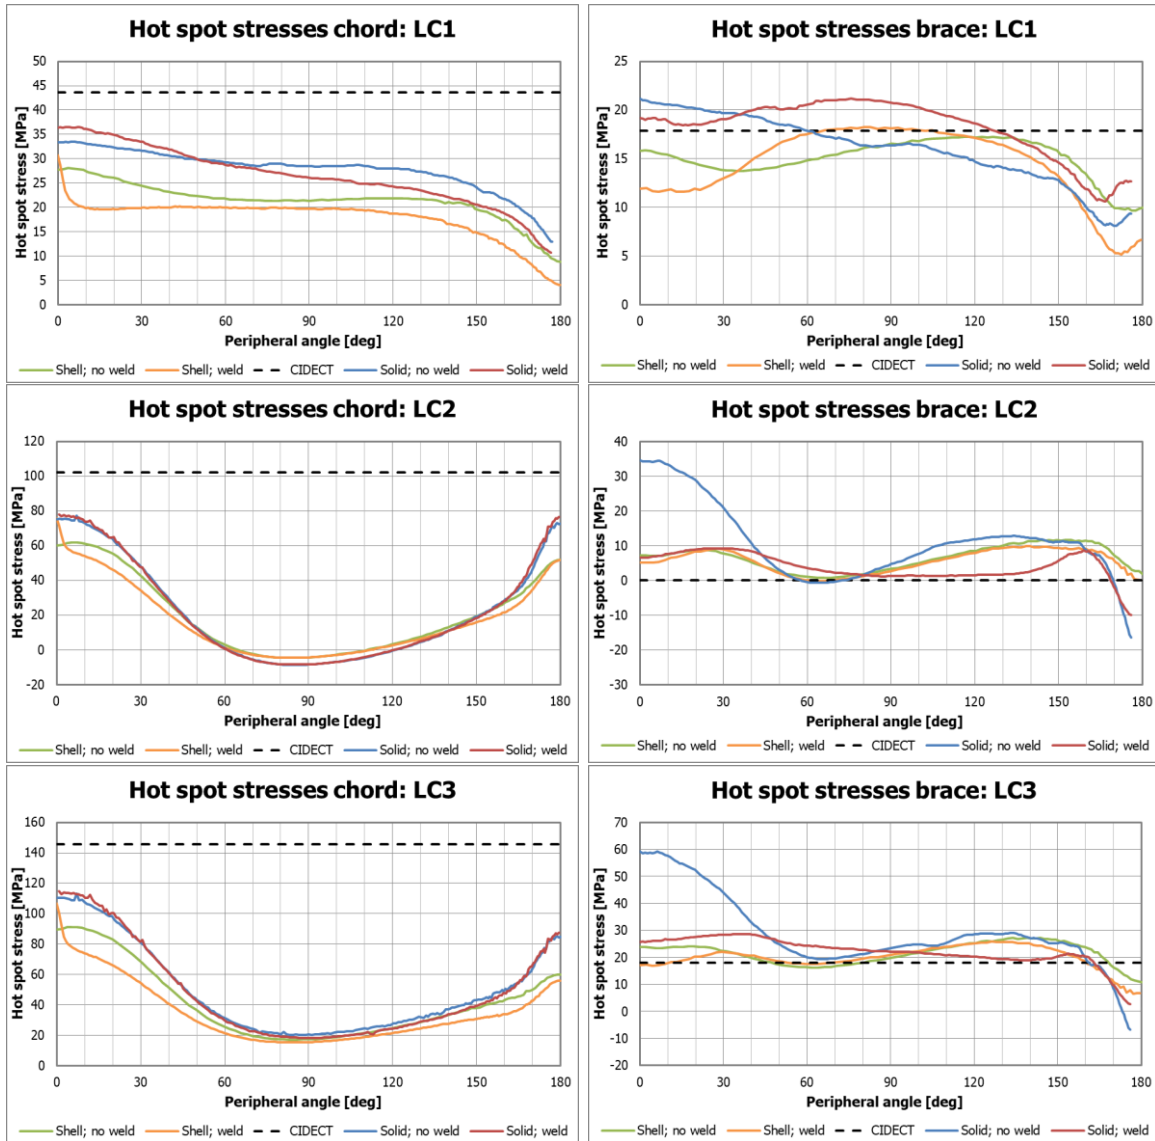 Hot spot stresses chord: LC1
Hot spot stress [MPa]
50
45
40
35
30
25
20
15
10
5
0
0 30 60 90 120 150 180
Peripheral angle [deg]
Shell; no weld Shell; weld CIDECT Solid; no weld Solid; weld
Hot spot stresses brace: LC1
Hot spot stress [MPa]
25
20
15
10
5
0
0 30 60 90 120 150 180
Peripheral angle [deg]
Shell; no weld Shell; weld CIDECT Solid; no weld Solid; weld
Hot spot stresses chord: LC2
Hot spot stress [MPa]
120
100
80
60
40
20
0
-20
0 30 60 90 120 150 180
Peripheral angle [deg]
Shell; no weld Shell; weld CIDECT Solid; no weld Solid; weld
Hot spot stresses brace: LC2
Hot spot stress [MPa]
40
30
20
10
0
-10
-20
-30
0 30 60 90 120 150 180
Peripheral angle [deg]
Shell; no weld Shell; weld CIDECT Solid; no weld Solid; weld
Hot spot stresses chord: LC3
Hot spot stress [MPa]
160
140
120
100
80
60
40
20
0
0 30 60 90 120 150 180
Peripheral angle [deg]
Shell; no weld Shell; weld CIDECT Solid; no weld Solid; weld
Hot spot stresses brace: LC3
Hot spot stress [MPa]
70
60
50
40
30
20
10
0
-10
-20
0 30 60 90 120 150 180
Peripheral angle [deg]
Shell; no weld Shell; weld CIDECT Solid; no weld Solid; weld